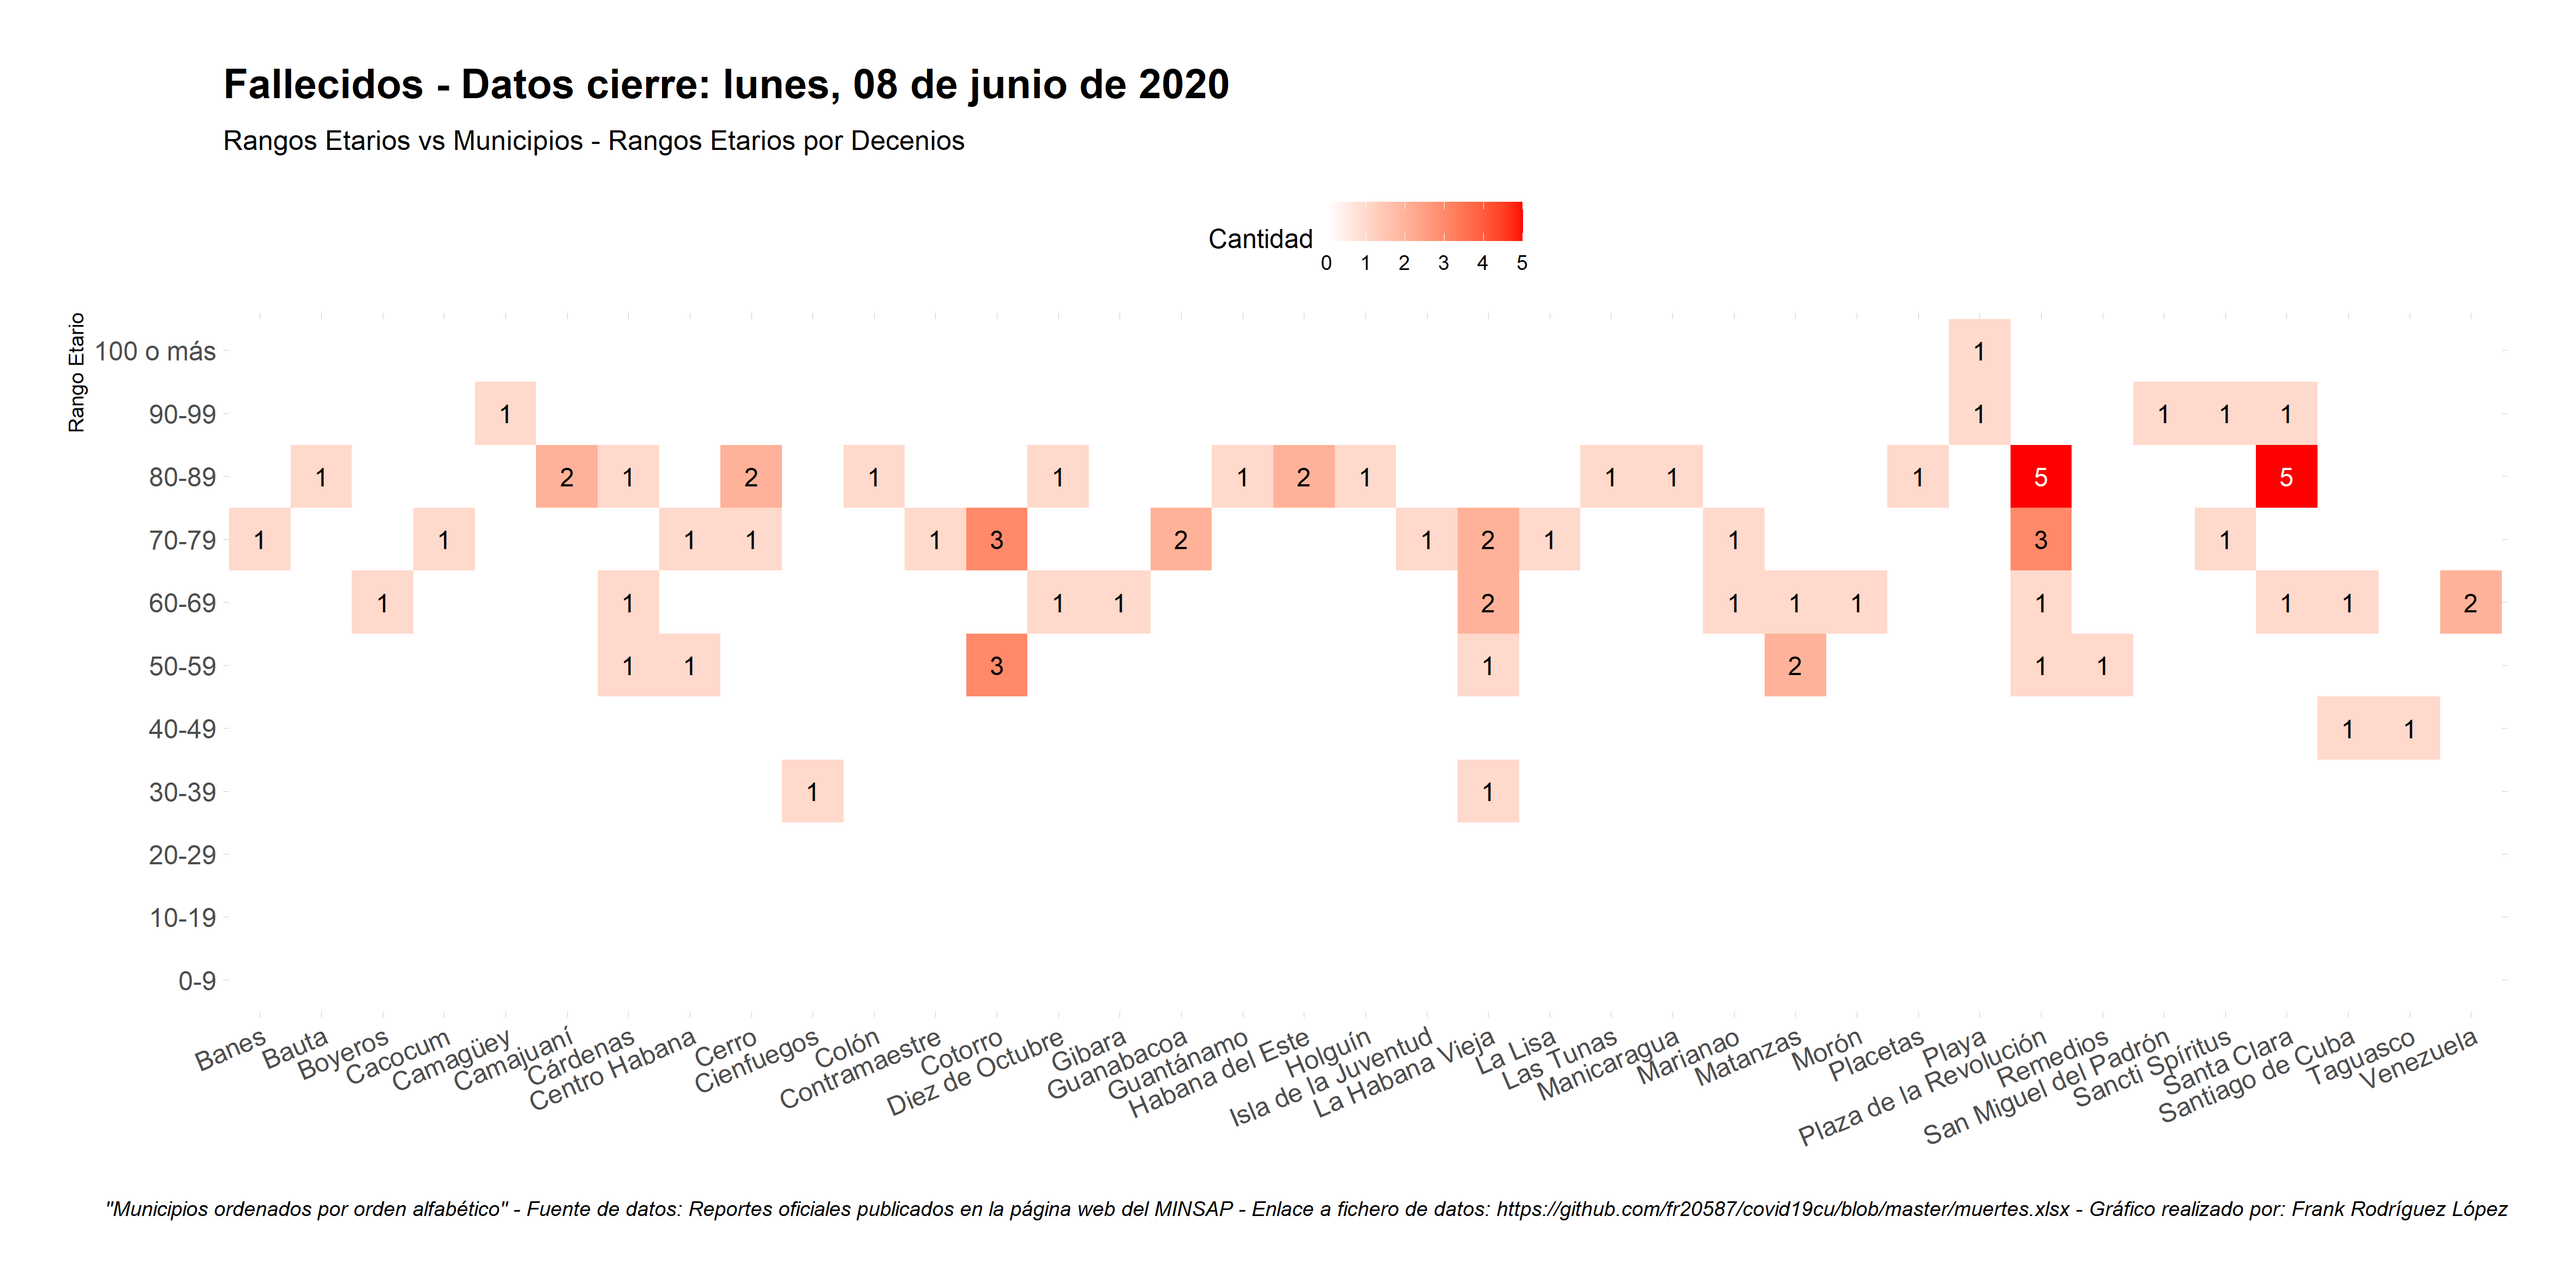 Fallecidos - Datos cierre: lunes, 08 de junio de 2020
Rangos Etarios vs Municipios - Rangos Etarios por Decenios
Cantidad
0 1 2 3 4 5
Rango Etario
100 o más 1
90-99 1 1 1 1 1
80-89 1 2 1 2 1 1 1 2 1 1 1 1 5 5
70-79 1 1 1 1 1 3 2 1 2 1 1 3 1
60-69 1 1 1 1 2 1 1 1 1 1 1 2
50-59 1 1 3 1 2 1 1
40-49 1 1
30-39 1 1
20-29
10-19
0-9
Banes
Bauta
Boyeros
Cacocum
Camagüey
Camajuaní
Cárdenas
Centro Habana
Cerro
Cienfuegos
Colón
Contramaestre
Cotorro
Diez de Octubre
Gibara
Guanabacoa
Guantánamo
Habana del Este
Holguín
Isla de la Juventud
La Habana Vieja
La Lisa
Las Tunas
Manicaragua
Marianao
Matanzas
Morón
Placetas
Playa
Plaza de la Revolución
Remedios
San Miguel del Padrón
Sancti Spíritus
Santa Clara
Santiago de Cuba
Taguasco
Venezuela
"Municipios ordenados por orden alfabético" - Fuente de datos: Reportes oficiales publicados en la página web del MINSAP - Enlace a fichero de datos: https://github.com/fr20587/covid19cu/blob/master/muertes.xlsx - Gráfico realizado por: Frank Rodríguez López